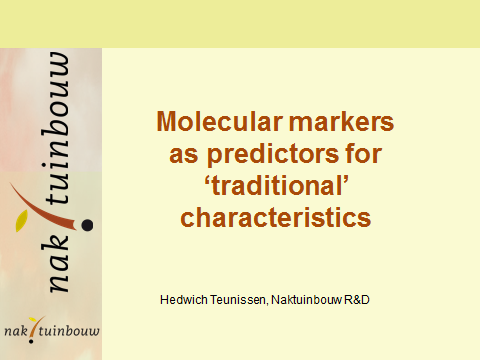 nak tuinbouw
Molecular markers
as predictors for
‘traditional’
characteristics
Hedwich Teunissen, Naktuinbouw R&D
nak tuinbouw